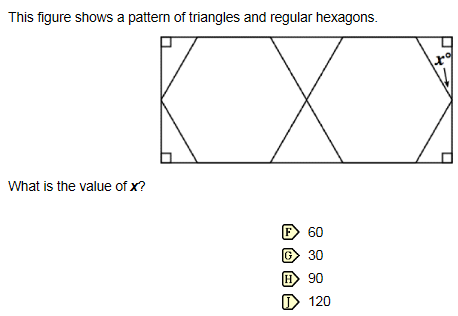 This figure shows a pattern of triangles and regular hexagons.
x°
What is the value of x?
F 60
G 30
H 90
I 120